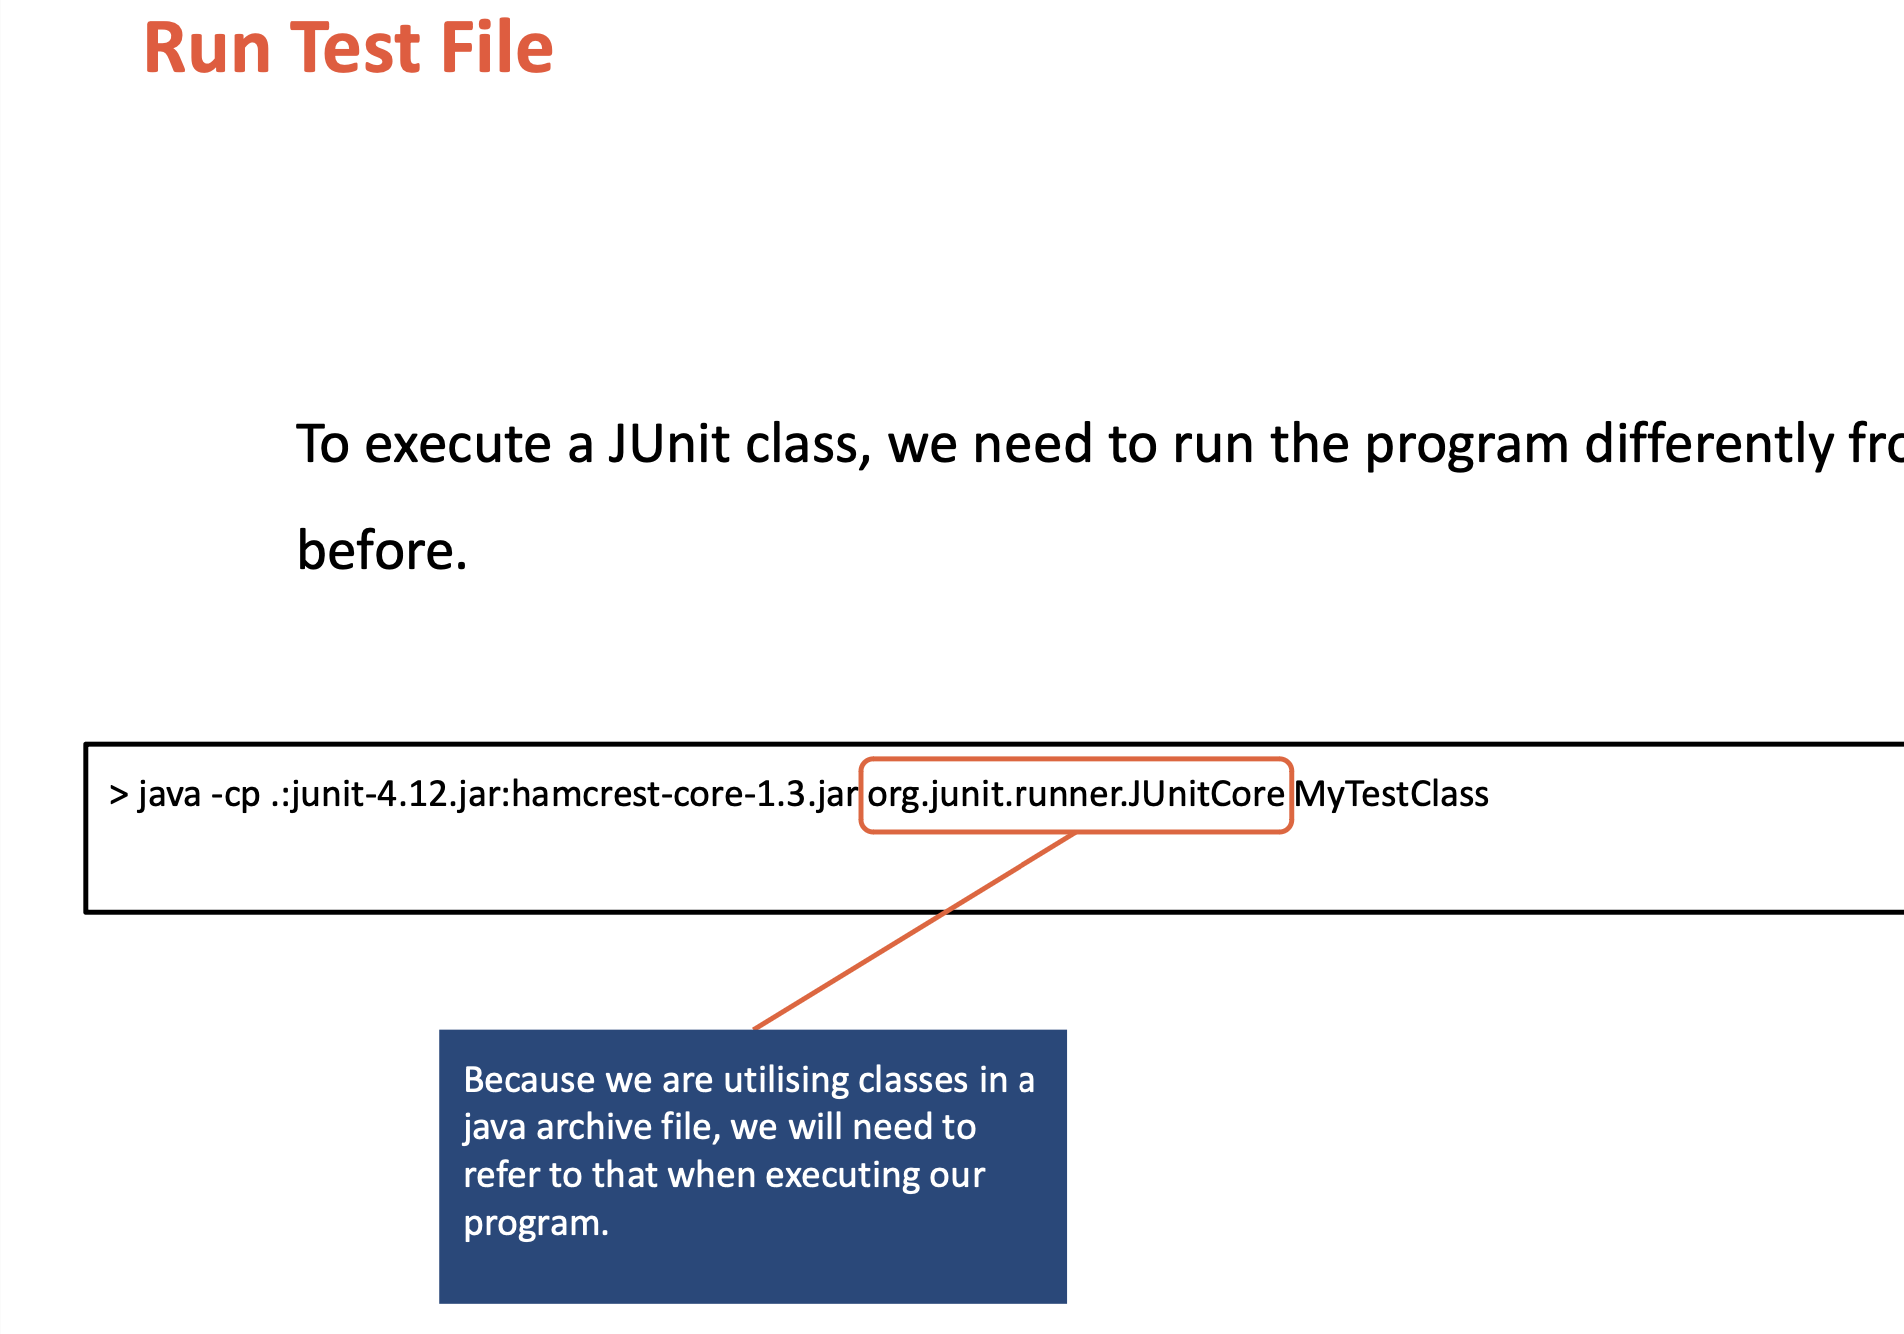 Run Test File
To execute a JUnit class, we need to run the program differently
before.
> java -cp .:junit-4.12.jar:hamcrest-core-1.3.jar org.junit.runner.JUnitCore MyTestClass
Because we are utilising classes in a
java archive file, we will need to
refer to that when executing our
program.